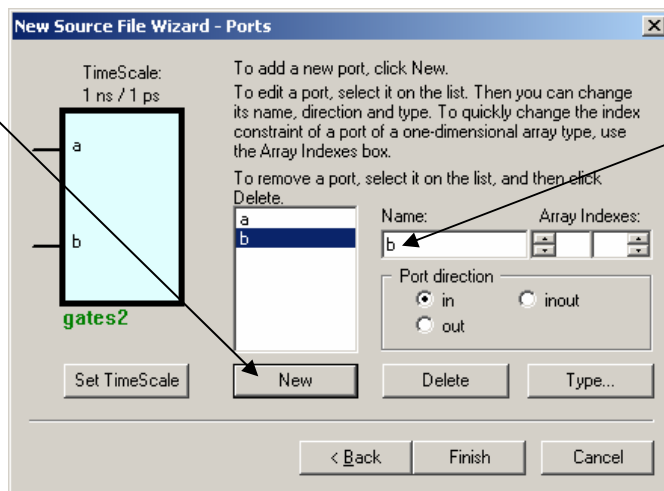 New Source File Wizard - Ports
TimeScale:
1 ns / 1 ps
a
b
gates2
To add a new port, click New.
To edit a port, select it on the list. Then you can change
its name, direction and type. To quickly change the index
constraint of a port of a one-dimensional array type, use
the Array Indexes box.
To remove a port, select it on the list, and then click
Delete.
a
b
Name:
Array Indexes:
b
Port direction
in
inout
out
Set TimeScale
New
Delete
Type...
< Back
Finish
Cancel